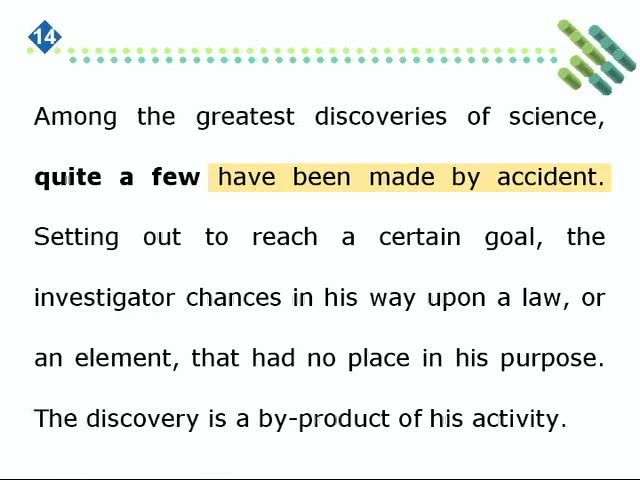 14
Among the greatest discoveries of science,
quite a few have been made by accident.
Setting out to reach a certain goal, the
investigator chances in his way upon a law, or
an element, that had no place in his purpose.
The discovery is a by-product of his activity.